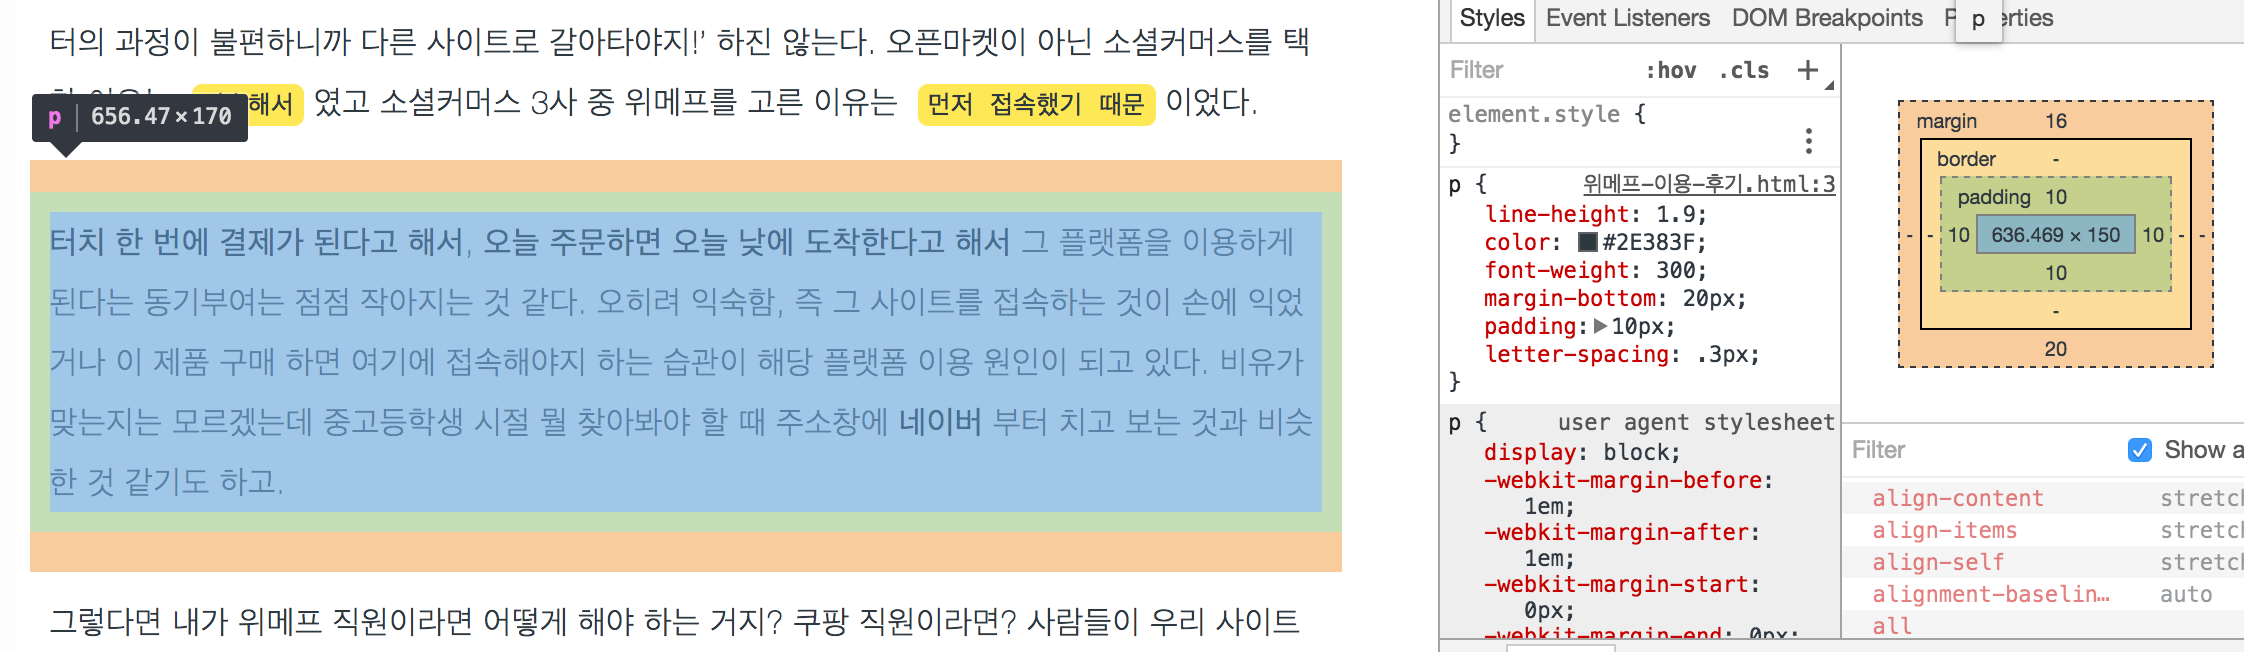 터의 과정이 불편하니까 다른 사이트로 갈아타야지!’ 하진 않는다. 오픈마켓이 아닌 소셜커머스를 택
해서 였고 소셜커머스 3사 중 위메프를 고른 이유는 먼저 접속했기 때문 이었다.
p 656.47×170
터치 한 번에 결제가 된다고 해서, 오늘 주문하면 오늘 낮에 도착한다고 해서 그 플랫폼을 이용하게
된다는 동기부여는 점점 작아지는 것 같다. 오히려 익숙함, 즉 그 사이트를 접속하는 것이 손에 익었
거나 이 제품 구매 하면 여기에 접속해야지 하는 습관이 해당 플랫폼 이용 원인이 되고 있다. 비유가
맞는지는 모르겠는데 중고등학생 시절 뭘 찾아봐야 할 때 주소창에 네이버 부터 치고 보는 것과 비슷
한 것 같기도 하고.
그렇다면 내가 위메프 직원이라면 어떻게 해야 하는 거지? 쿠팡 직원이라면? 사람들이 우리 사이트
Styles Event Listeners DOM Breakpoints P erties
p
Filter :hov .cls +
element.style {
}
p { 위메프-이용-후기.html:3
line-height: 1.9;
color: #2E383F;
font-weight: 300;
margin-bottom: 20px;
padding: 10px;
letter-spacing: .3px;
}
p { user agent stylesheet
display: block;
-webkit-margin-before:
1em;
-webkit-margin-after:
1em;
-webkit-margin-start:
0px;
-webkit-margin-end: 0px;
margin 16
border -
padding 10
- - 10 636.469 × 150 10 - -
10
-
20
Filter Show a
align-content stretch
align-items stretch
align-self stretch
alignment-baselin… auto
all